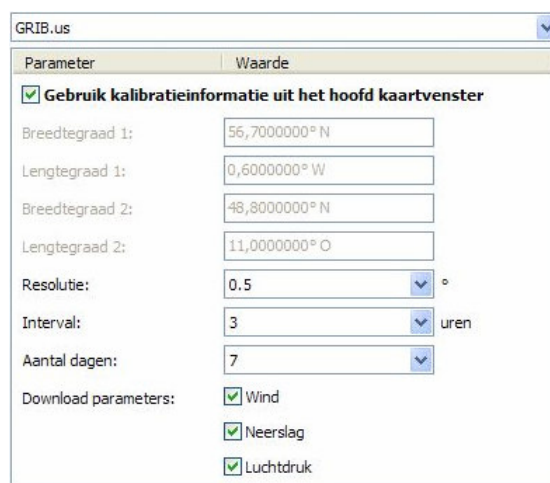 GRIB.us
Parameter Waarde
Gebruik kalibratieinformatie uit het hoofd kaartvenster
Breedtegraad 1: 56,7000000° N
Lengtegraad 1: 0,6000000° W
Breedtegraad 2: 48,8000000° N
Lengtegraad 2: 11,0000000° O
Resolutie: 0.5 °
Interval: 3 uren
Aantal dagen: 7
Download parameters: Wind
Neerslag
Luchtdruk